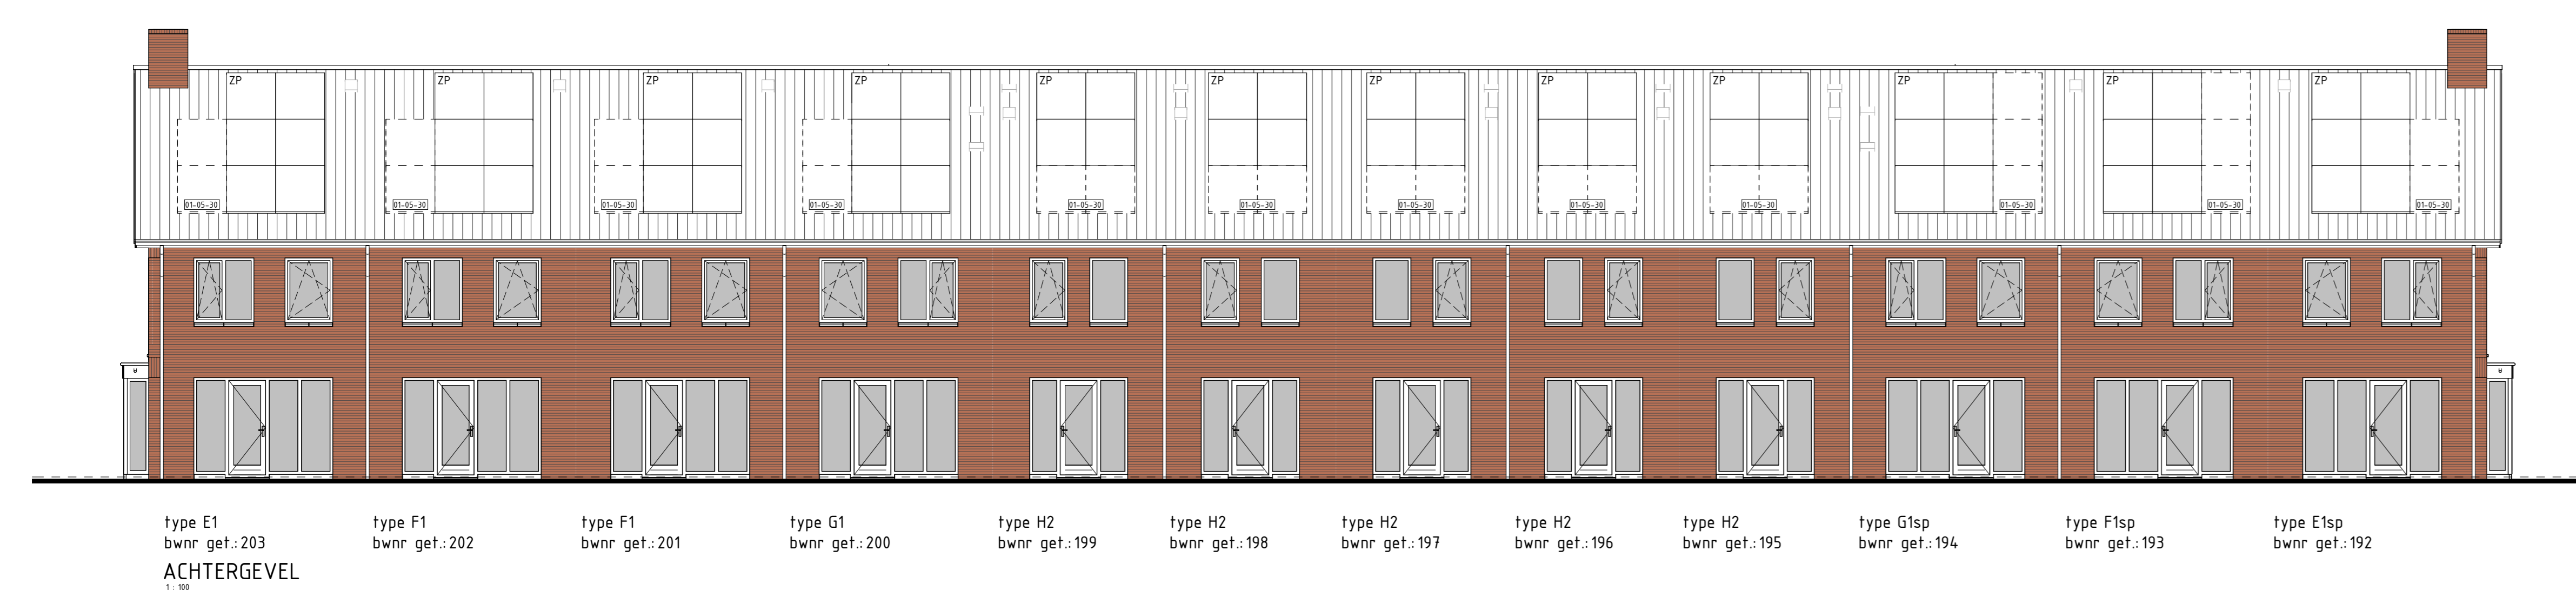 ZP ZP ZP ZP ZP ZP ZP ZP ZP ZP ZP ZP
01-05-30 01-05-30 01-05-30 01-05-30 01-05-30 01-05-30 01-05-30 01-05-30 01-05-30 01-05-30 01-05-30 01-05-30
type E1 type F1 type F1 type G1 type H2 type H2 type H2 type H2 type H2 type G1sp type F1sp type E1sp
bwnr get.:203 bwnr get.:202 bwnr get.:201 bwnr get.:200 bwnr get.:199 bwnr get.:198 bwnr get.:197 bwnr get.:196 bwnr get.:195 bwnr get.:194 bwnr get.:193 bwnr get.:192
ACHTERGEVEL
1 : 100